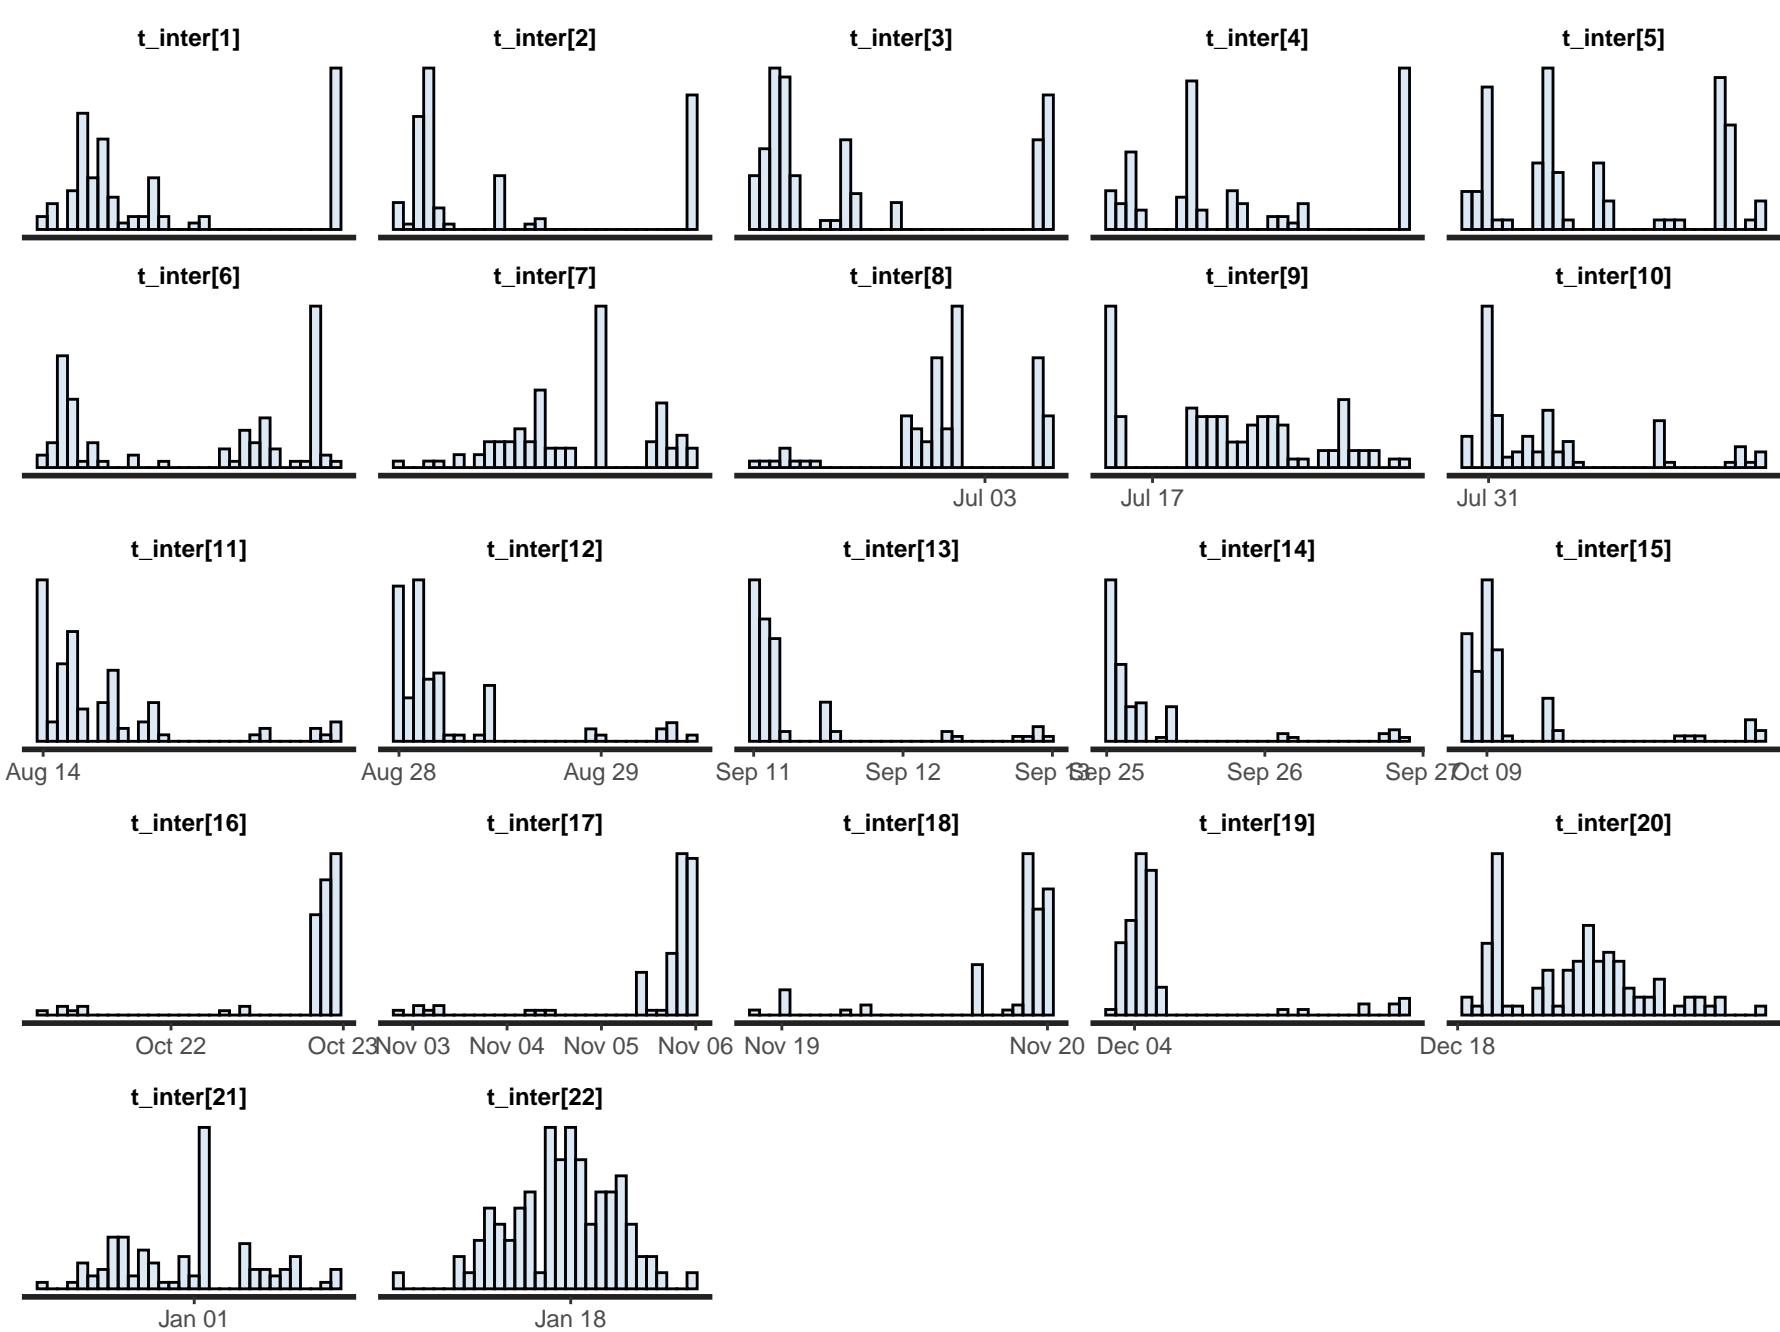 t_inter[1] t_inter[2] t_inter[3] t_inter[4] t_inter[5]
t_inter[6] t_inter[7] t_inter[8] t_inter[9] t_inter[10]
Jul 03 Jul 17 Jul 31
t_inter[11] t_inter[12] t_inter[13] t_inter[14] t_inter[15]
Aug 14 Aug 28 Aug 29 Sep 11 Sep 12 Sep 13 Sep 25 Sep 26 Sep 27 Oct 09
t_inter[16] t_inter[17] t_inter[18] t_inter[19] t_inter[20]
Oct 22 Oct 23 Nov 03 Nov 04 Nov 05 Nov 06 Nov 19 Nov 20 Dec 04 Dec 18
t_inter[21] t_inter[22]
Jan 01 Jan 18